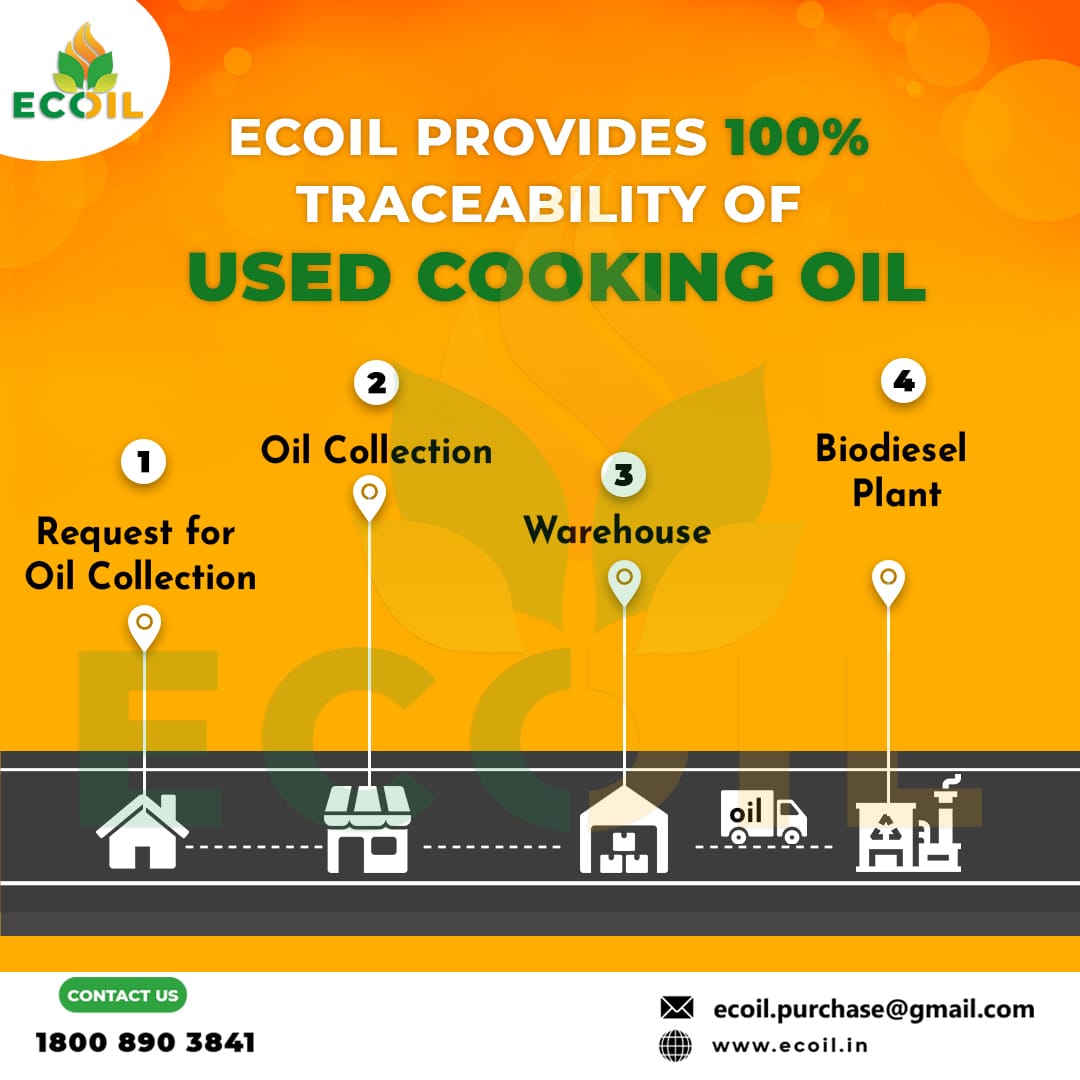 ECOIL
ECOIL PROVIDES 100%
TRACEABILITY OF
USED COOKING OIL
1
Request for
Oil Collection
2
Oil Collection
3
Warehouse
4
Biodiesel
Plant
ECOIL
oil
CONTACT US
1800 890 3841
ecoil.purchase@gmail.com
www.ecoil.in